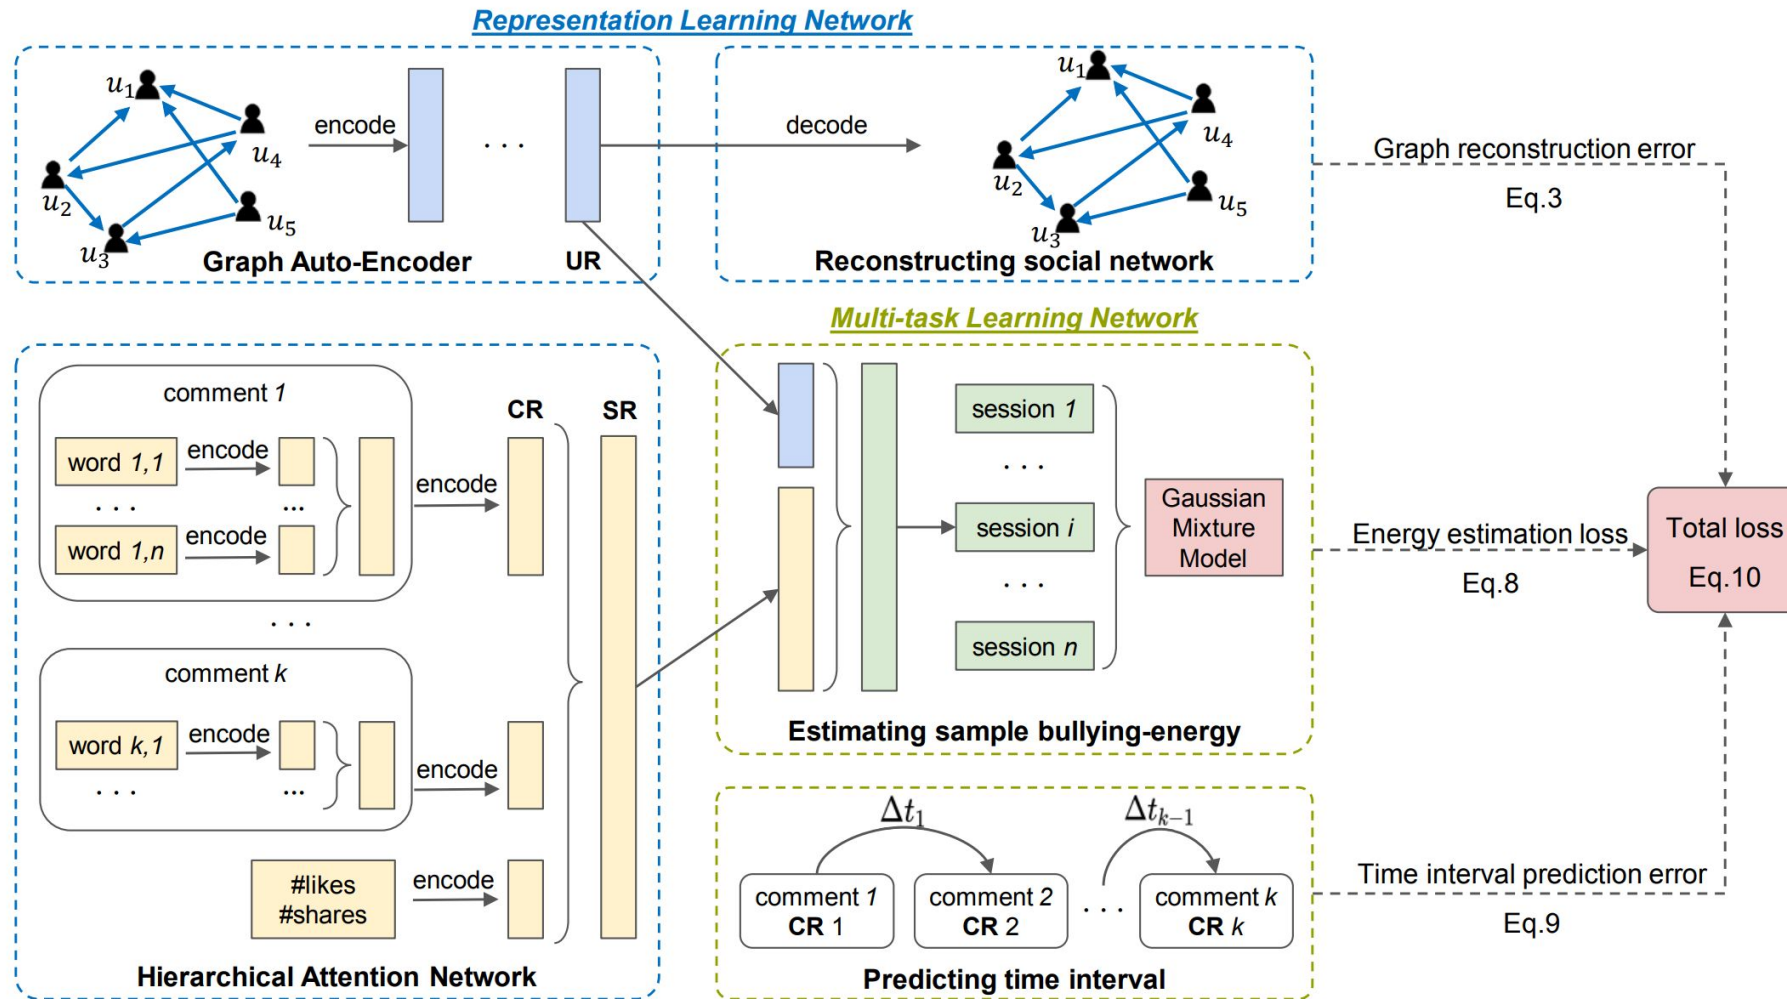 Representation Learning Network
u1
u4
u2
u5
u3
encode
. . .
Graph Auto-Encoder
UR
decode
u1
u4
u2
u5
u3
Reconstructing social network
Graph reconstruction error
Eq.3
comment 1
word 1,1
encode
. . .
...
word 1,n
encode
encode
CR
SR
. . .
comment k
word k,1
encode
. . .
...
encode
#likes
#shares
encode
Hierarchical Attention Network
Multi-task Learning Network
session 1
. . .
session i
. . .
session n
Gaussian
Mixture
Model
Estimating sample bullying-energy
Energy estimation loss
Eq.8
Total loss
Eq.10
Δt1
Δtk−1
comment 1
CR 1
comment 2
CR 2
. . .
comment k
CR k
Predicting time interval
Time interval prediction error
Eq.9